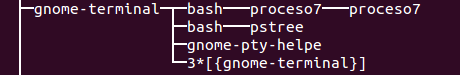 ├─gnome-terminal─┬─bash───proceso7───proceso7
├─bash───pstree
├─gnome-pty-helpe
└─3*[{gnome-terminal}]